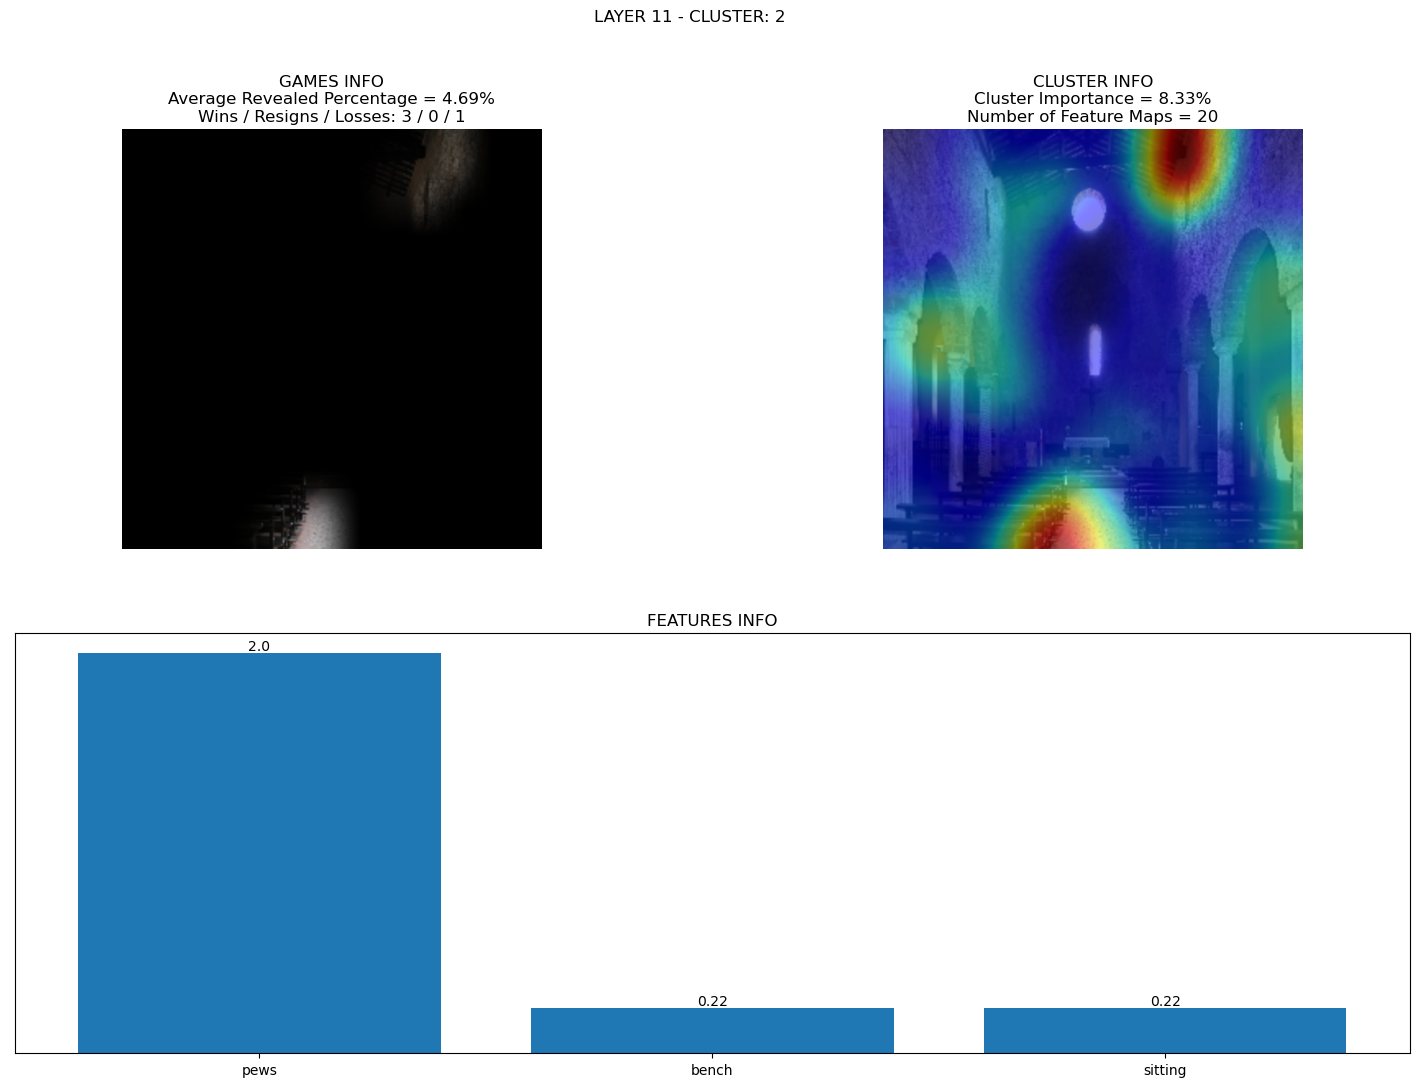 LAYER 11 - CLUSTER: 2
GAMES INFO
Average Revealed Percentage = 4.69%
Wins / Resigns / Losses: 3 / 0 / 1
CLUSTER INFO
Cluster Importance = 8.33%
Number of Feature Maps = 20
FEATURES INFO
2.0
0.22
0.22
pews
bench
sitting